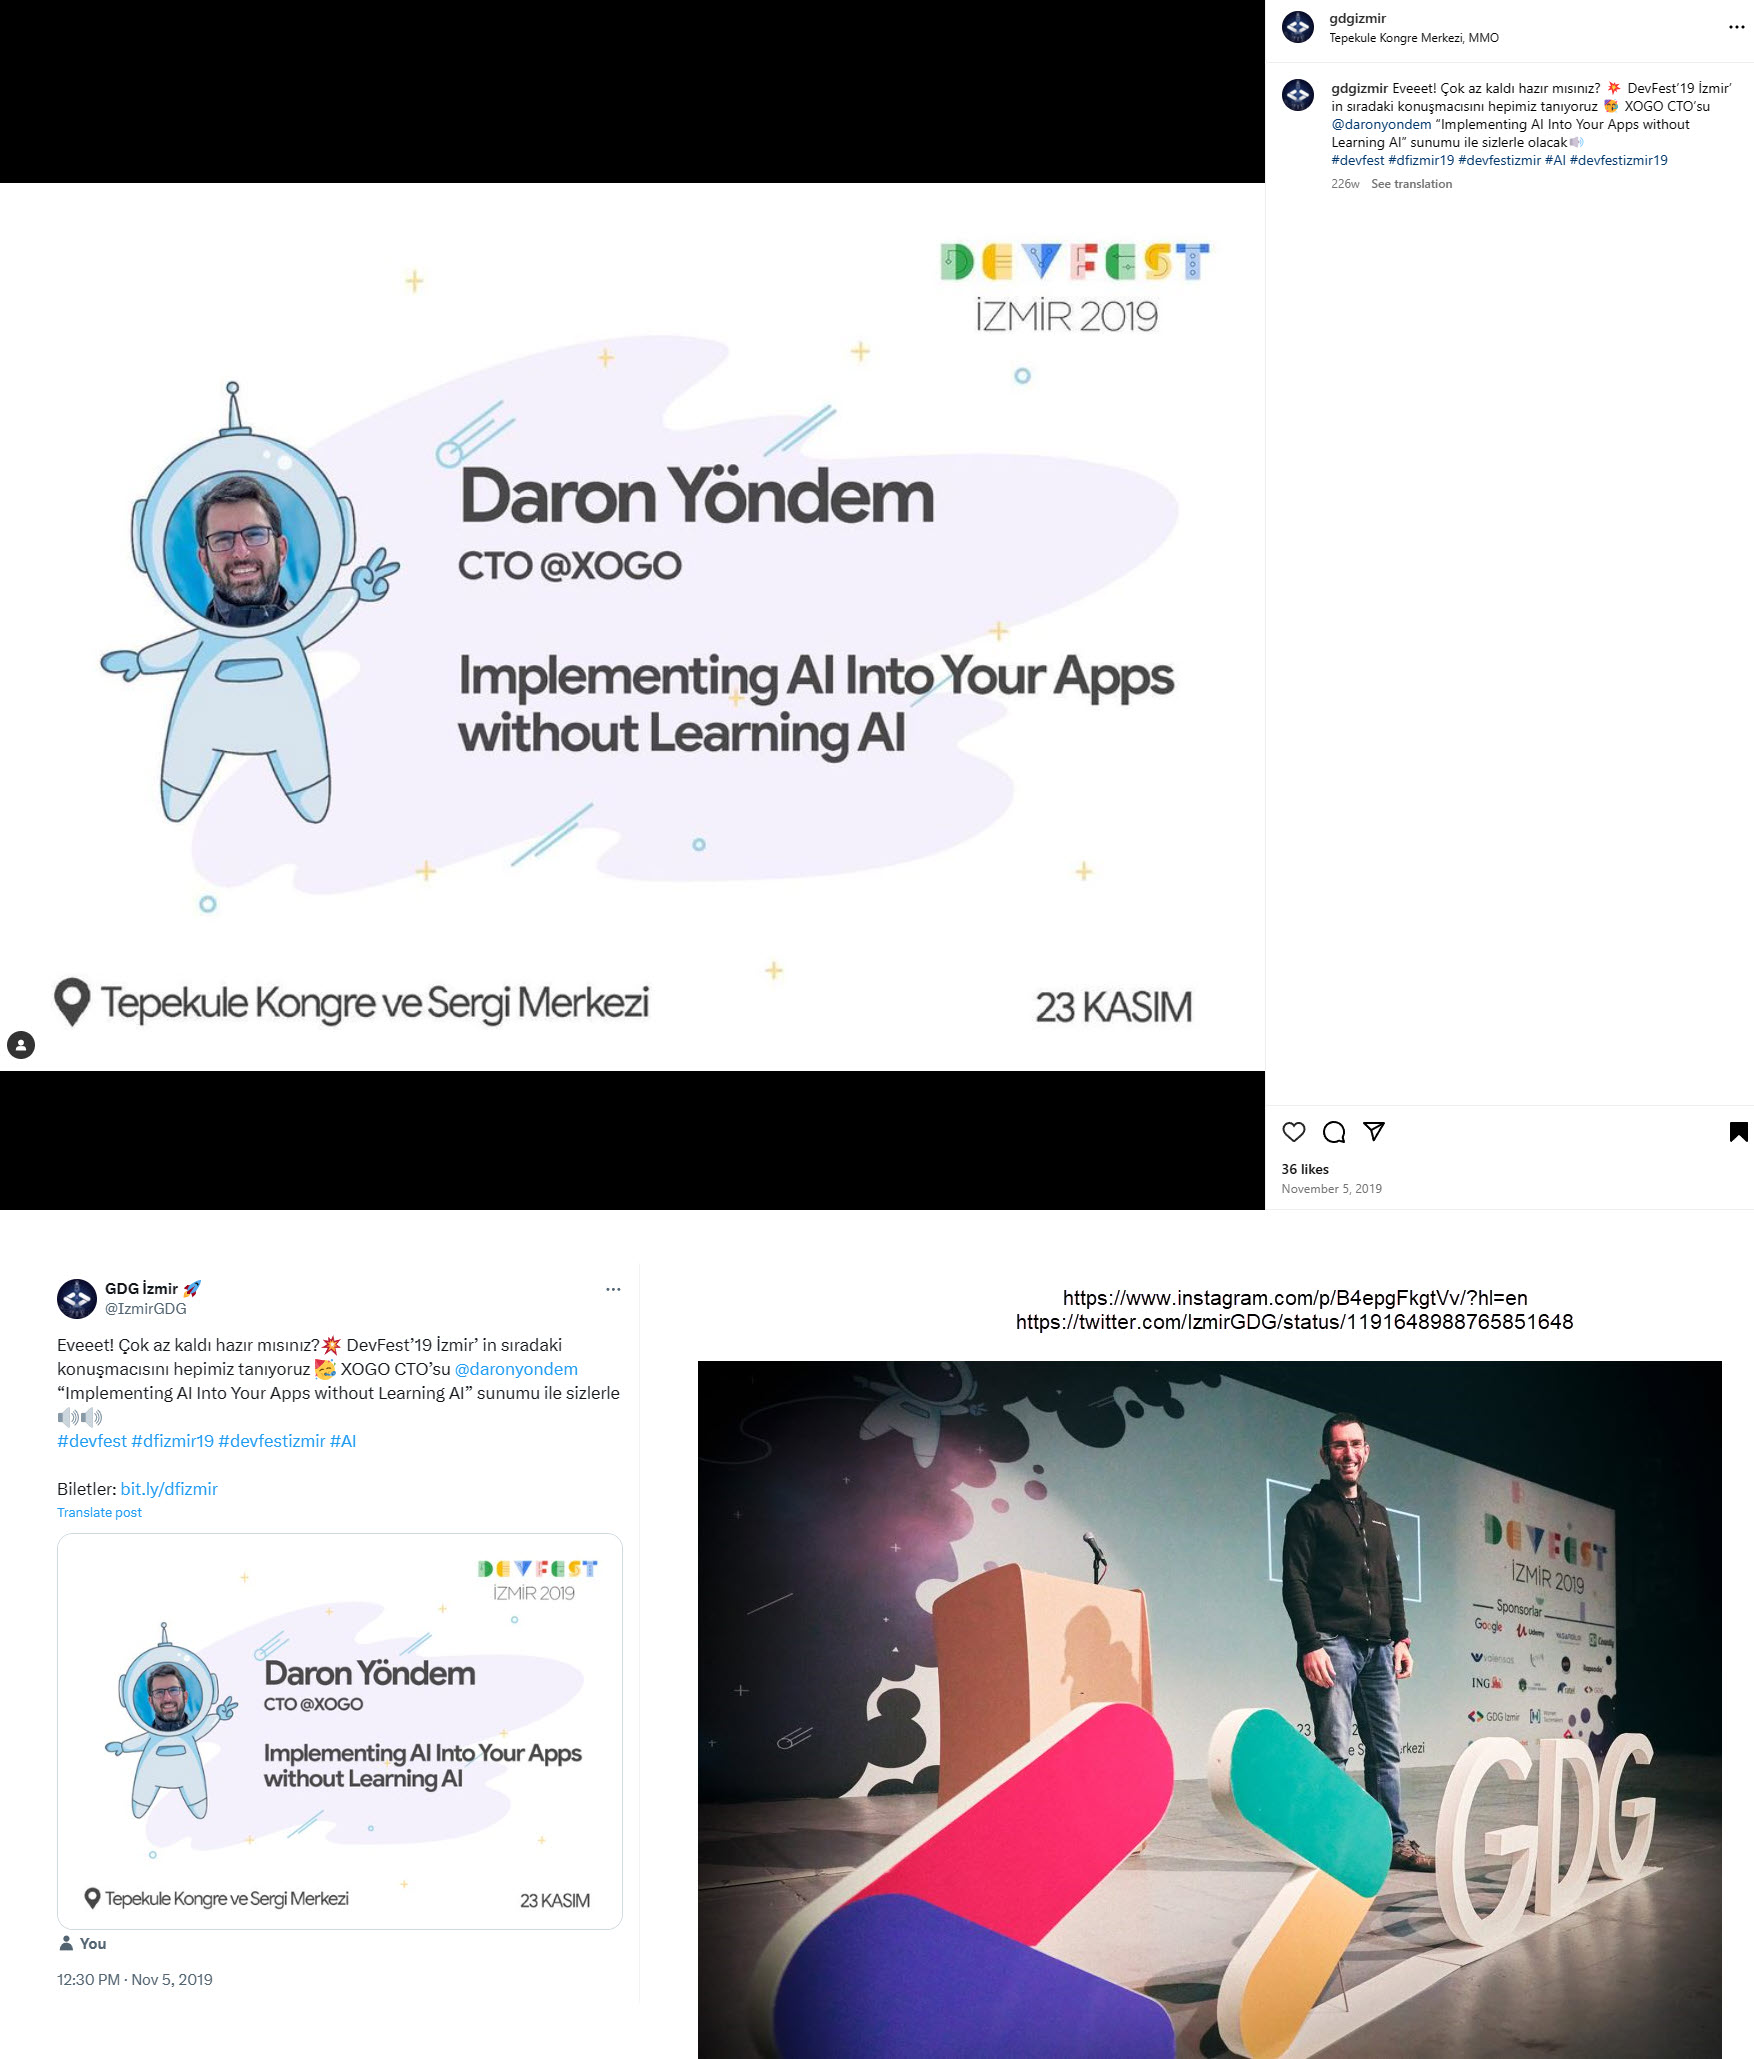 gdgizmir
Tepekule Kongre Merkezi, MMO
gdgizmir Eveeet! Çok az kaldı hazır mısınız? 💥 DevFest’19 İzmir’
in sıradaki konuşmacısını hepimiz tanıyoruz 🥳 XOGO CTO’su
@daronyondem “Implementing AI Into Your Apps without
Learning AI” sunumu ile sizlerle olacak🔊
#devfest #dfizmir19 #devfestizmir #AI #devfestizmir19
226w See translation
DEVFEST
İZMİR 2019
Daron Yöndem
CTO @XOGO
Implementing AI Into Your Apps
without Learning AI
Tepekule Kongre ve Sergi Merkezi
23 KASIM
36 likes
November 5, 2019
GDG İzmir 🚀
@IzmirGDG
Eveeet! Çok az kaldı hazır mısınız?💥 DevFest’19 İzmir’ in sıradaki
konuşmacısını hepimiz tanıyoruz 🥳 XOGO CTO’su @daronyondem
“Implementing AI Into Your Apps without Learning AI” sunumu ile sizlerle
🔊🔊
#devfest #dfizmir19 #devfestizmir #AI
Biletler: bit.ly/dfizmir
Translate post
DEVFEST
İZMİR 2019
Daron Yöndem
CTO @XOGO
Implementing AI Into Your Apps
without Learning AI
Tepekule Kongre ve Sergi Merkezi
23 KASIM
You
12:30 PM · Nov 5, 2019
https://www.instagram.com/p/B4epgFkgtVv/?hl=en
https://twitter.com/IzmirGDG/status/1191648988765851648
DEVFEST
İZMİR 2019
Sponsorlar
Google Udemy
ING
GDG İzmir
23
GDG